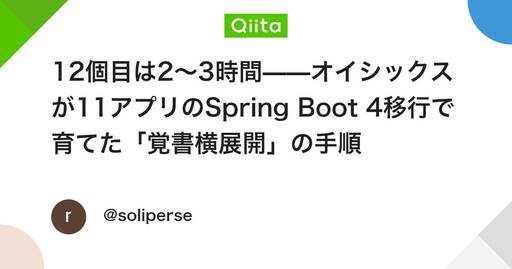 Qiita
12個目は2〜3時間——オイシックス
が11アプリのSpring Boot 4移行で
育てた「覚書横展開」の手順
r
@soliperse